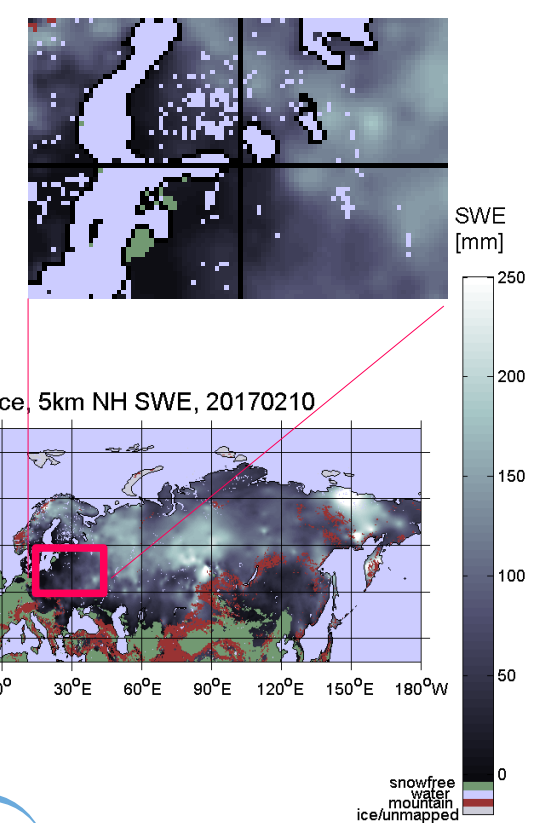 SWE
[mm]
250
200
150
100
50
0
ce, 5km NH SWE, 20170210
0° 30°E 60°E 90°E 120°E 150°E 180°W
snowfree
water
mountain
ice/unmapped